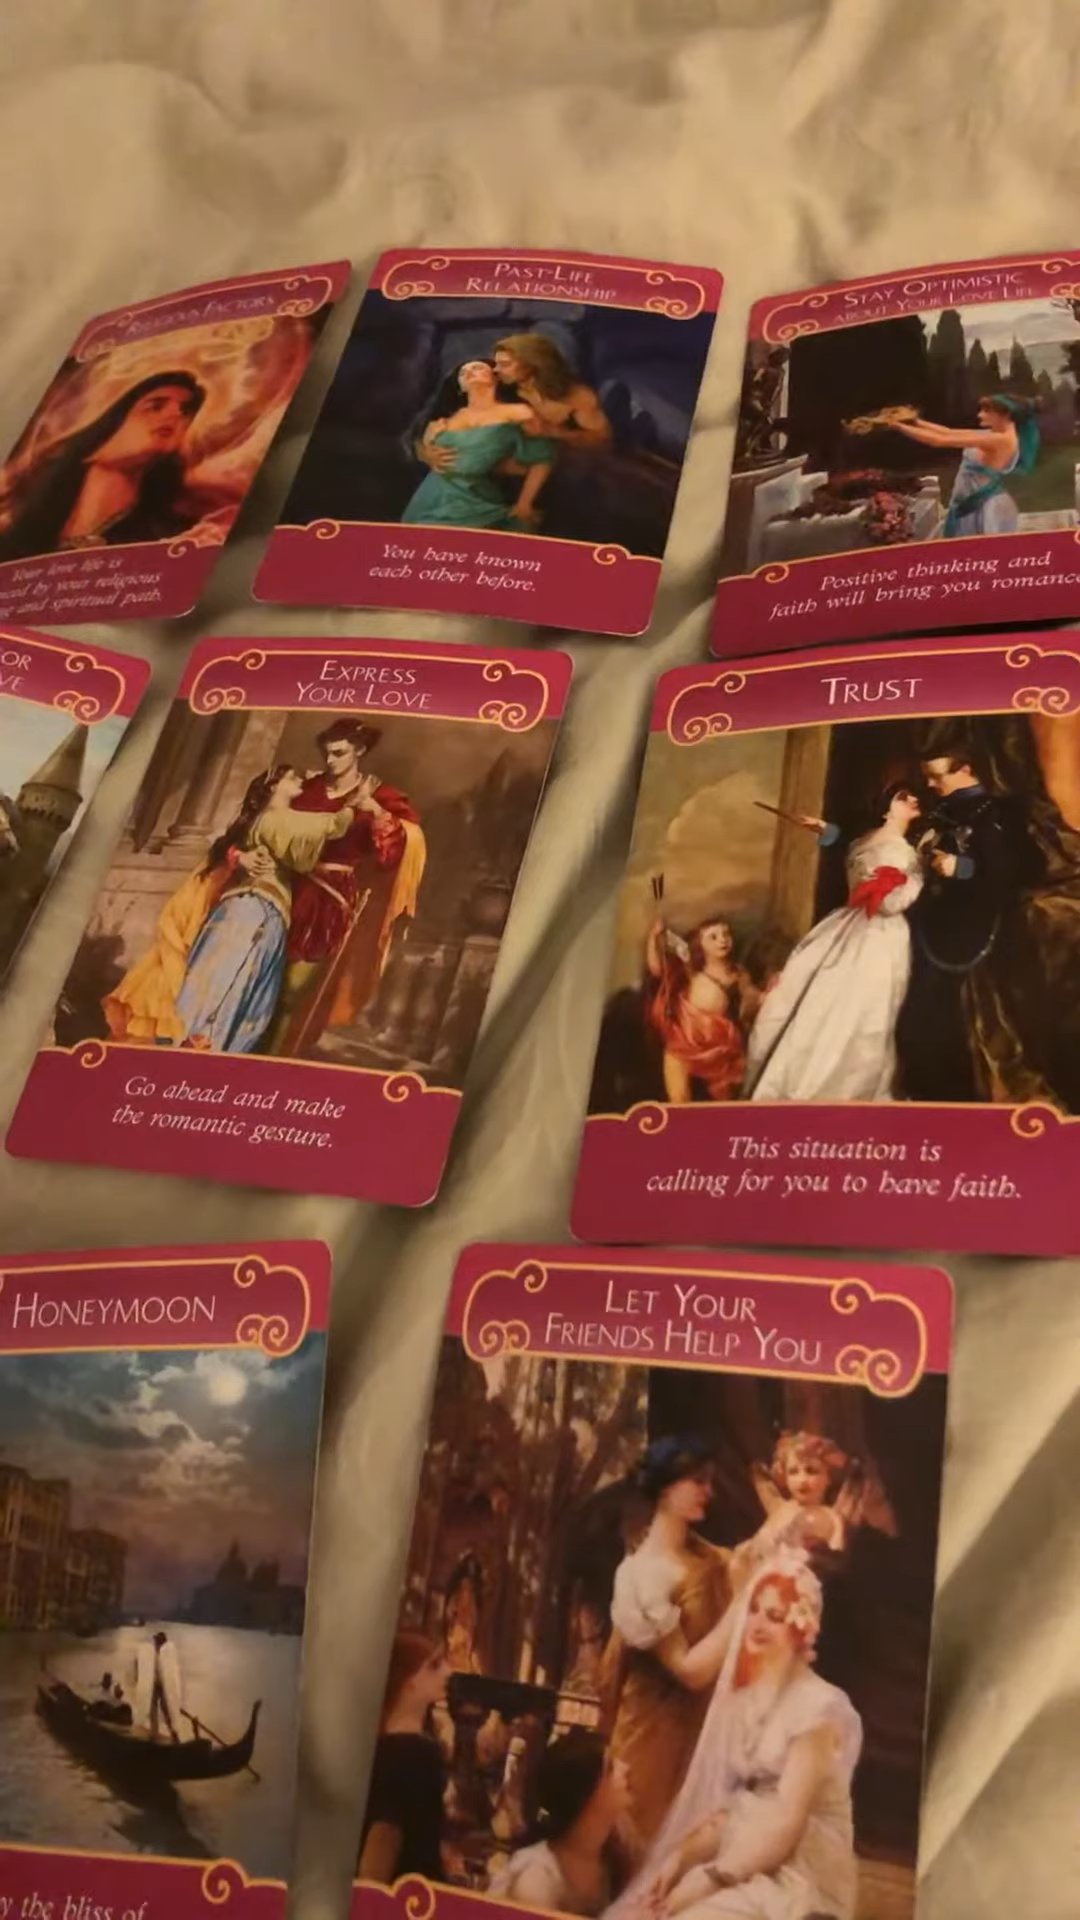 Religious Factors
Your love life is
by your religious
and spiritual path.
Past-Life
Relationship
You have known
each other before.
Stay Optimistic
about Your Love Life
Positive thinking and
faith will bring you romance
Express
Your Love
Go ahead and make
the romantic gesture.
Trust
This situation is
calling for you to have faith.
Honeymoon
the bliss of
Let Your
Friends Help You